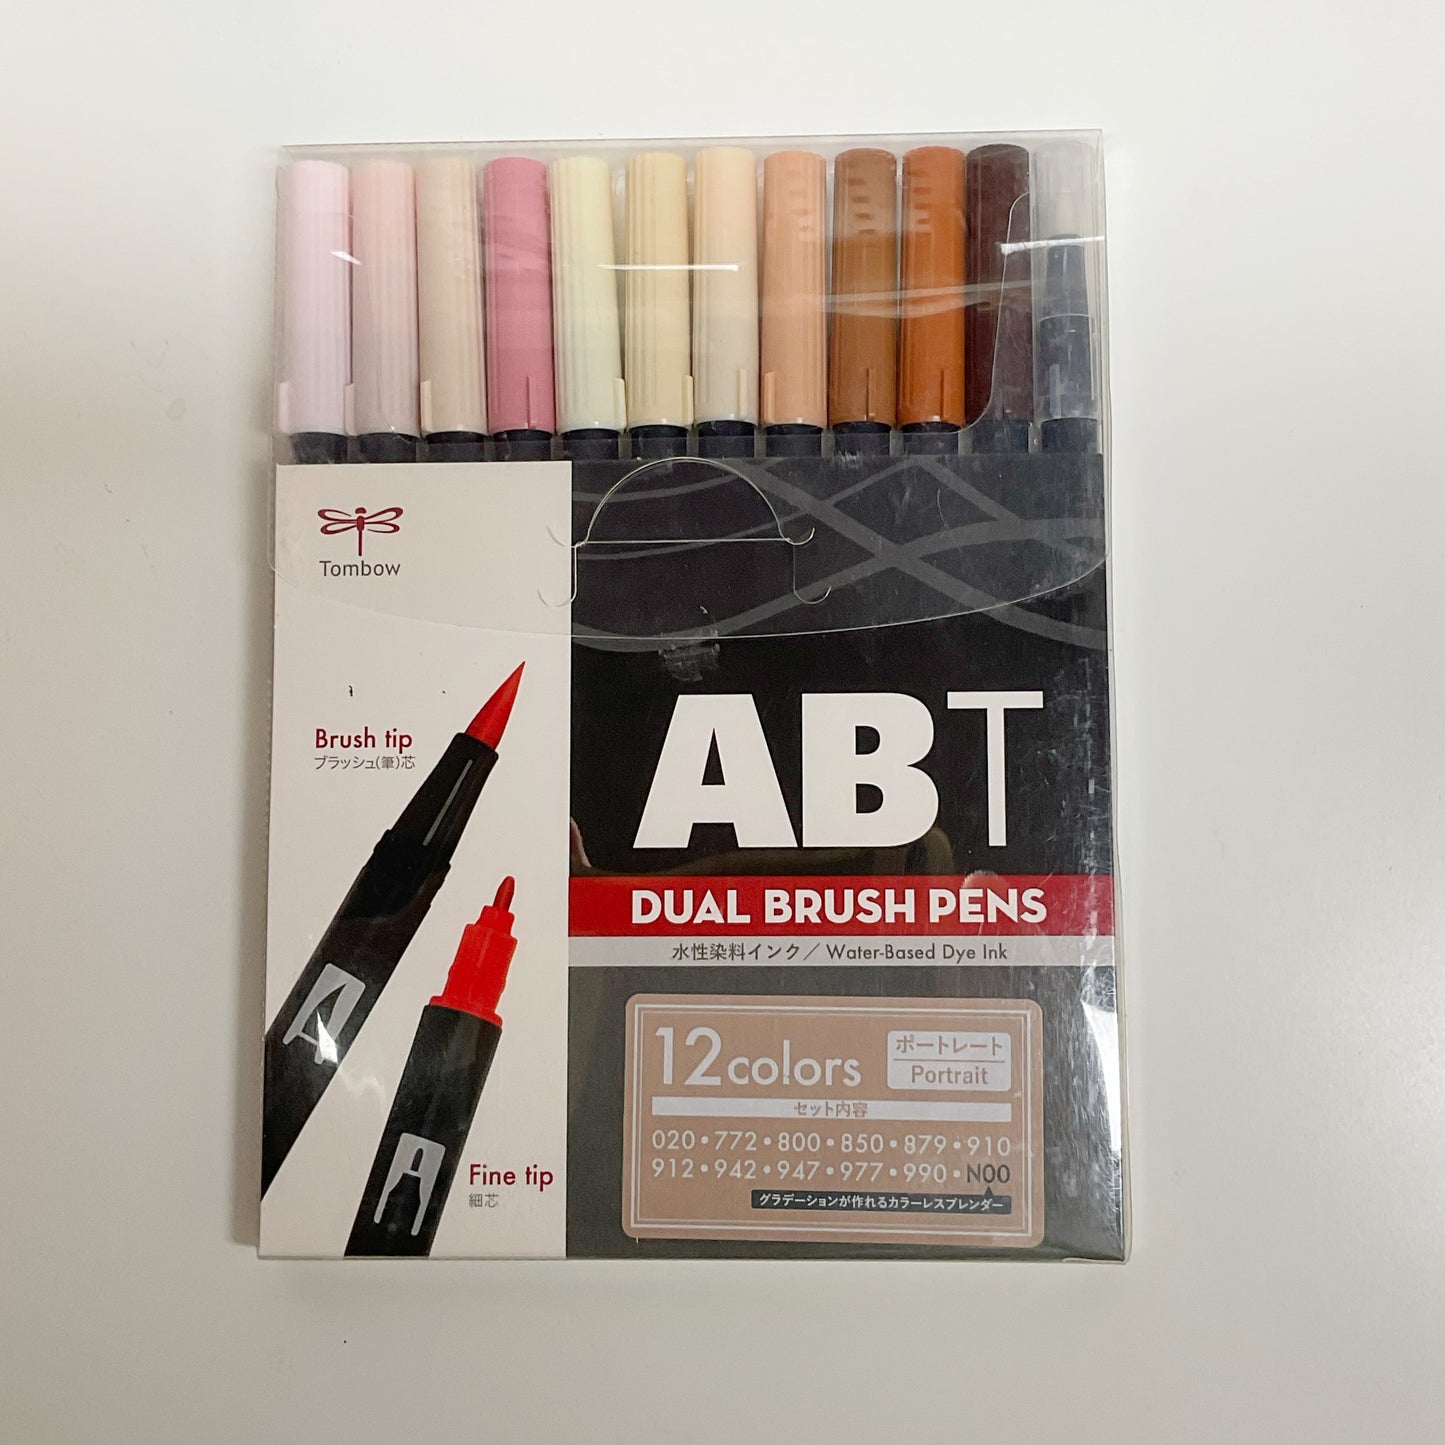 Tombow
Brush tip
ブラッシュ(筆)芯
ABT
DUAL BRUSH PENS
水性染料インク／Water-Based Dye Ink
12colors
ポートレート
Portrait
セット内容
020・772・800・850・879・910
912・942・947・977・990・N00
グラデーションが作れるカラーレスブレンダー
Fine tip
細芯